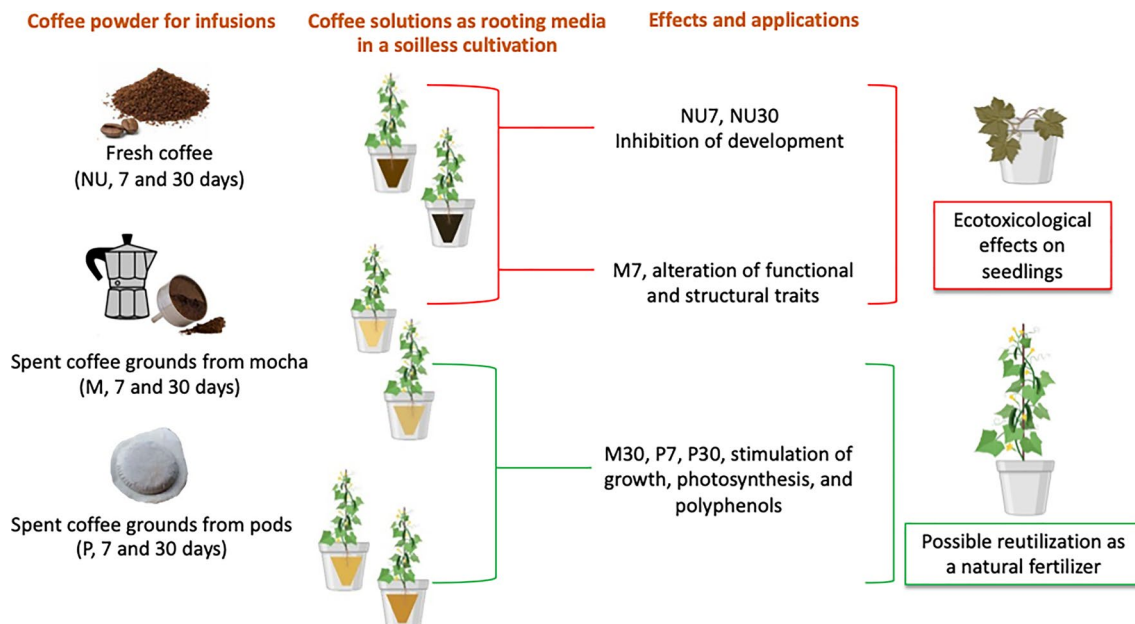 Coffee powder for infusions
Coffee solutions as rooting media
in a soilless cultivation
Effects and applications
Fresh coffee
(NU, 7 and 30 days)
NU7, NU30
Inhibition of development
Ecotoxicological
effects on
seedlings
M7, alteration of functional
and structural traits
Spent coffee grounds from mocha
(M, 7 and 30 days)
M30, P7, P30, stimulation of
growth, photosynthesis, and
polyphenols
Spent coffee grounds from pods
(P, 7 and 30 days)
Possible reutilization as
a natural fertilizer